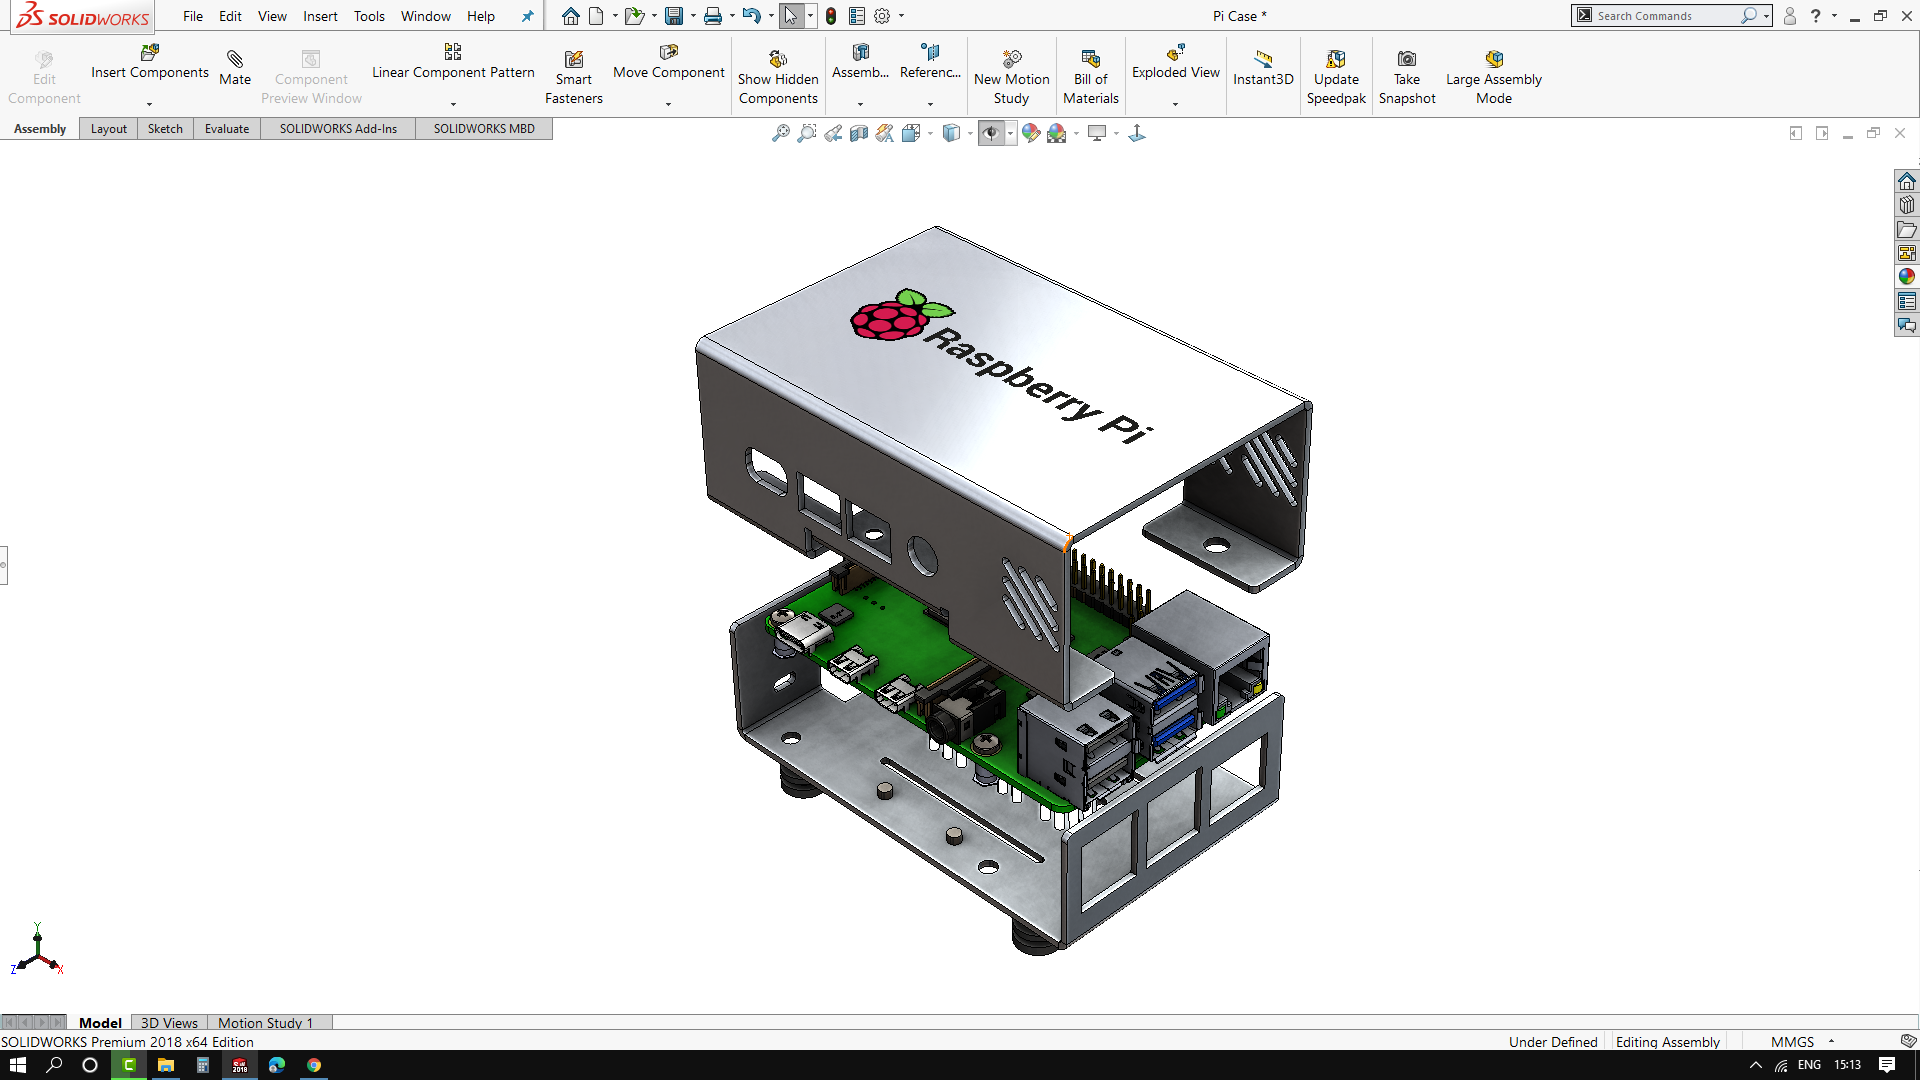 SOLIDWORKS File Edit View Insert Tools Window Help Pi Case * Search Commands ?
Edit Component
Insert Components
Mate
Component Preview Window
Linear Component Pattern
Smart Fasteners
Move Component
Show Hidden Components
Assemb...
Referenc...
New Motion Study
Bill of Materials
Exploded View
Instant3D
Update Speedpak
Take Snapshot
Large Assembly Mode
Assembly Layout Sketch Evaluate SOLIDWORKS Add-Ins SOLIDWORKS MBD
Raspberry Pi
Y
Z X
Model 3D Views Motion Study 1
SOLIDWORKS Premium 2018 x64 Edition Under Defined Editing Assembly MMGS
2018 ENG 15:13